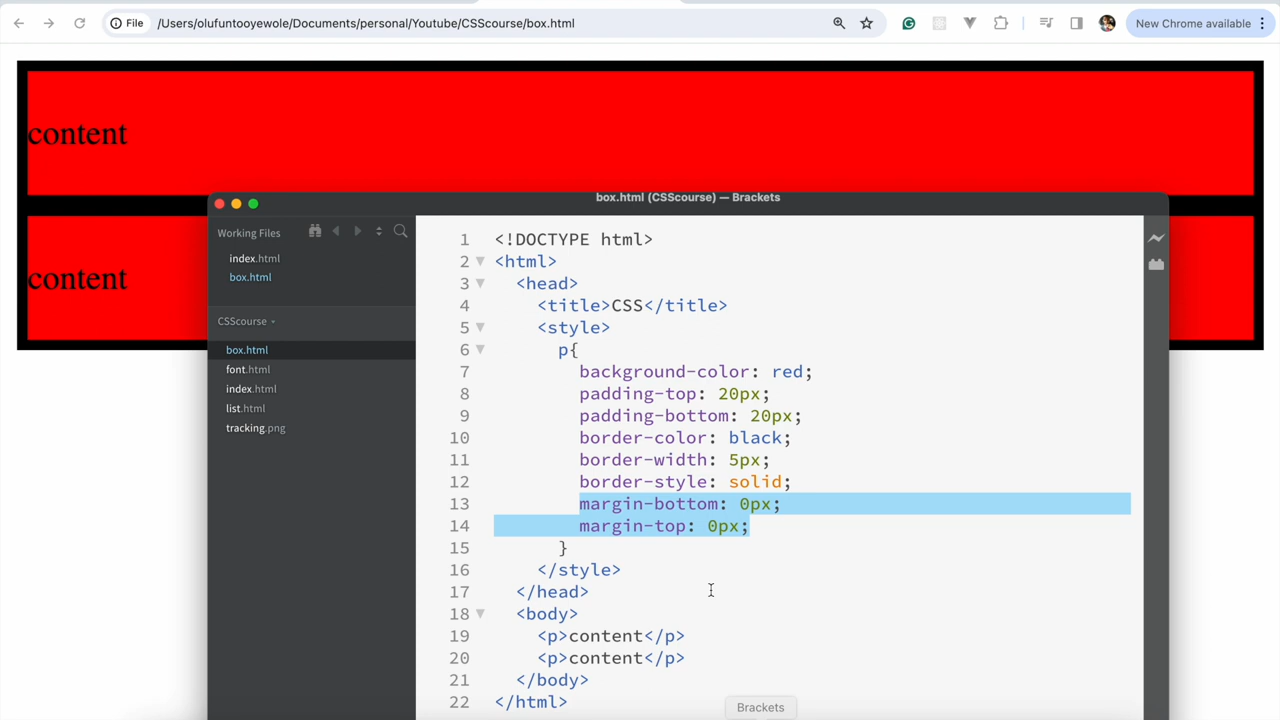 File /Users/olufuntooyewole/Documents/personal/Youtube/CSScourse/box.html New Chrome available
content
content
box.html (CSScourse) — Brackets
Working Files
index.html
box.html
CSScourse
box.html
font.html
index.html
list.html
tracking.png
1 <!DOCTYPE html>
2 <html>
3 <head>
4 <title>CSS</title>
5 <style>
6 p{
7 background-color: red;
8 padding-top: 20px;
9 padding-bottom: 20px;
10 border-color: black;
11 border-width: 5px;
12 border-style: solid;
13 margin-bottom: 0px;
14 margin-top: 0px;
15 }
16 </style>
17 </head>
18 <body>
19 <p>content</p>
20 <p>content</p>
21 </body>
22 </html>
Brackets